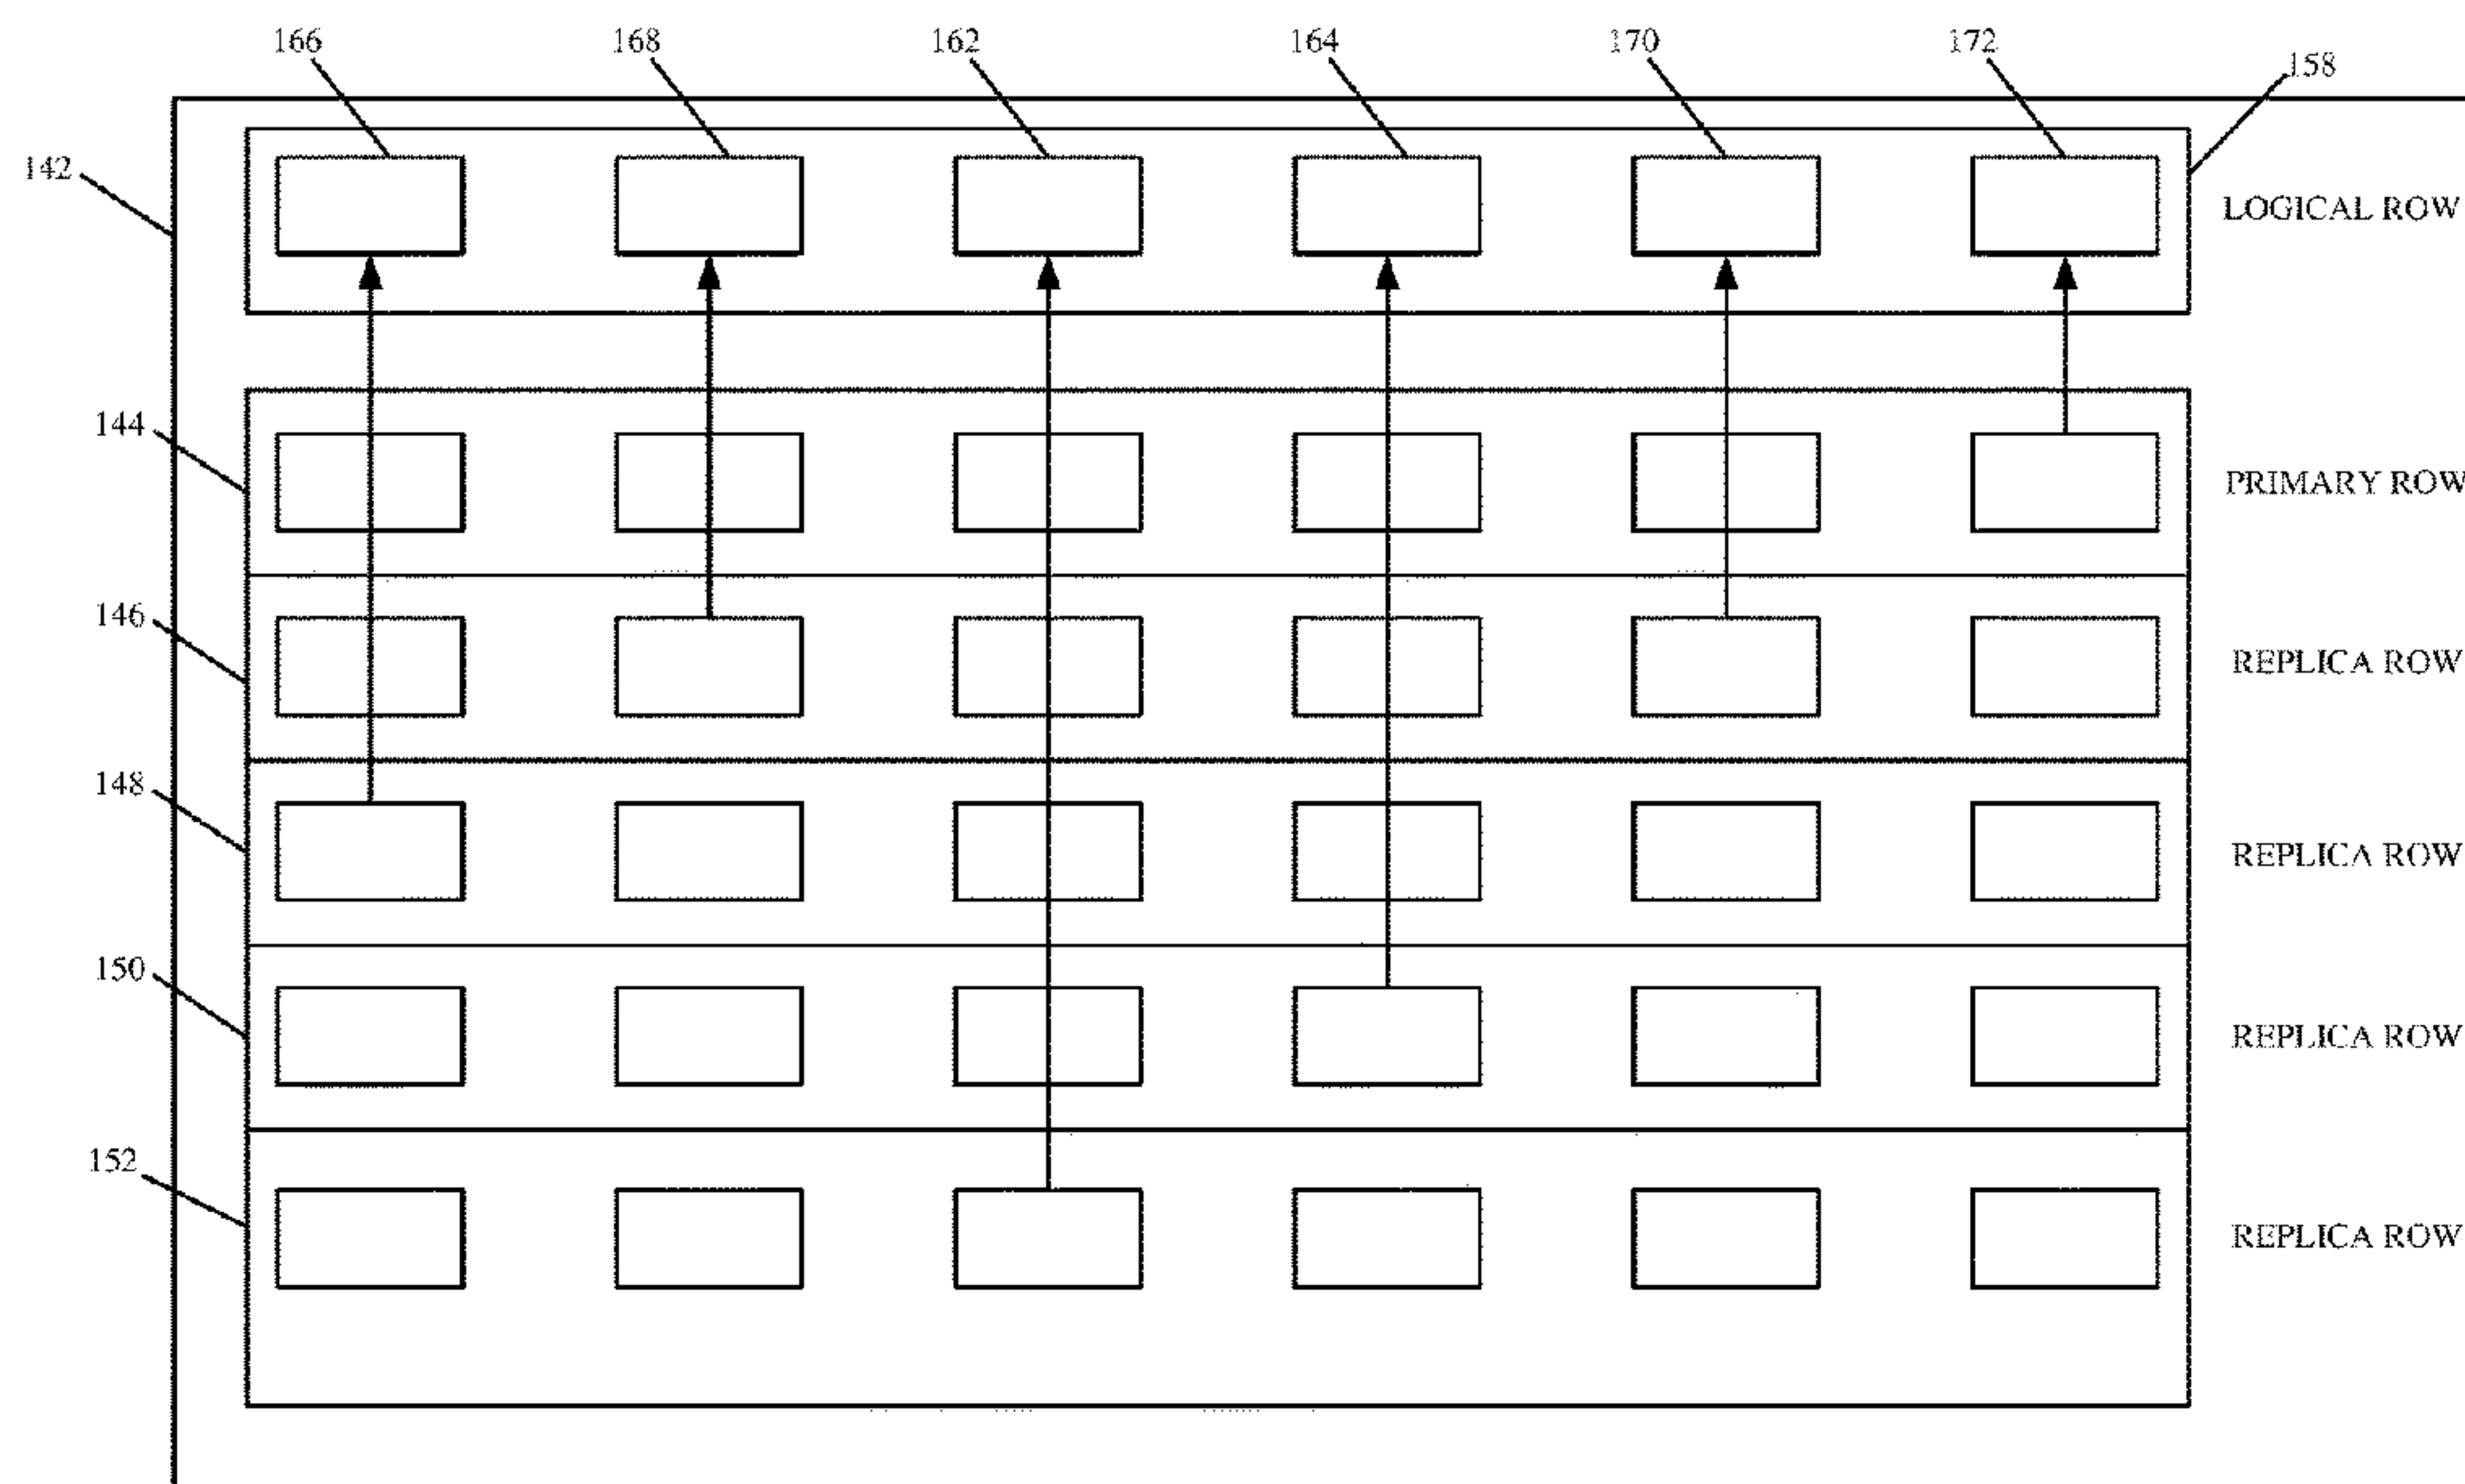 166 168 162 164 170 172
158
142
LOGICAL ROW
144
PRIMARY ROW
146
REPLICA ROW
148
REPLICA ROW
150
REPLICA ROW
152
REPLICA ROW